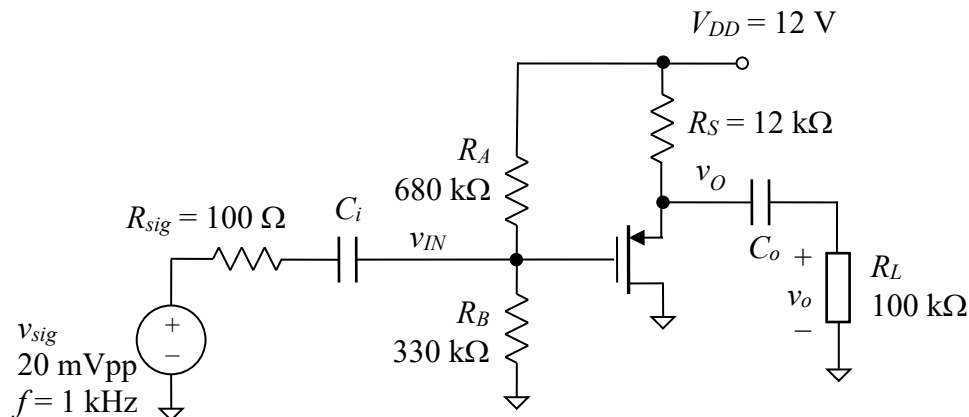 V_DD = 12 V
R_S = 12 kΩ
R_A
680 kΩ
v_O
R_sig = 100 Ω
C_i
v_IN
C_o
+
R_L
v_o
100 kΩ
−
R_B
330 kΩ
+
−
v_sig
20 mVpp
f = 1 kHz